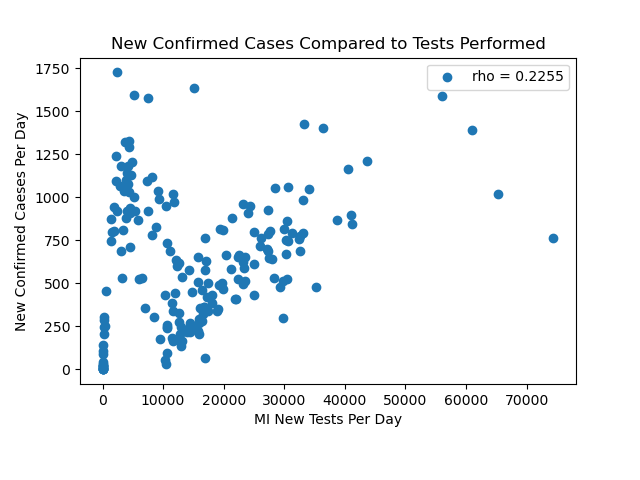 New Confirmed Cases Compared to Tests Performed
rho = 0.2255
1750
1500
1250
1000
750
500
250
0
New Confirmed Caeses Per Day
0 10000 20000 30000 40000 50000 60000 70000
MI New Tests Per Day